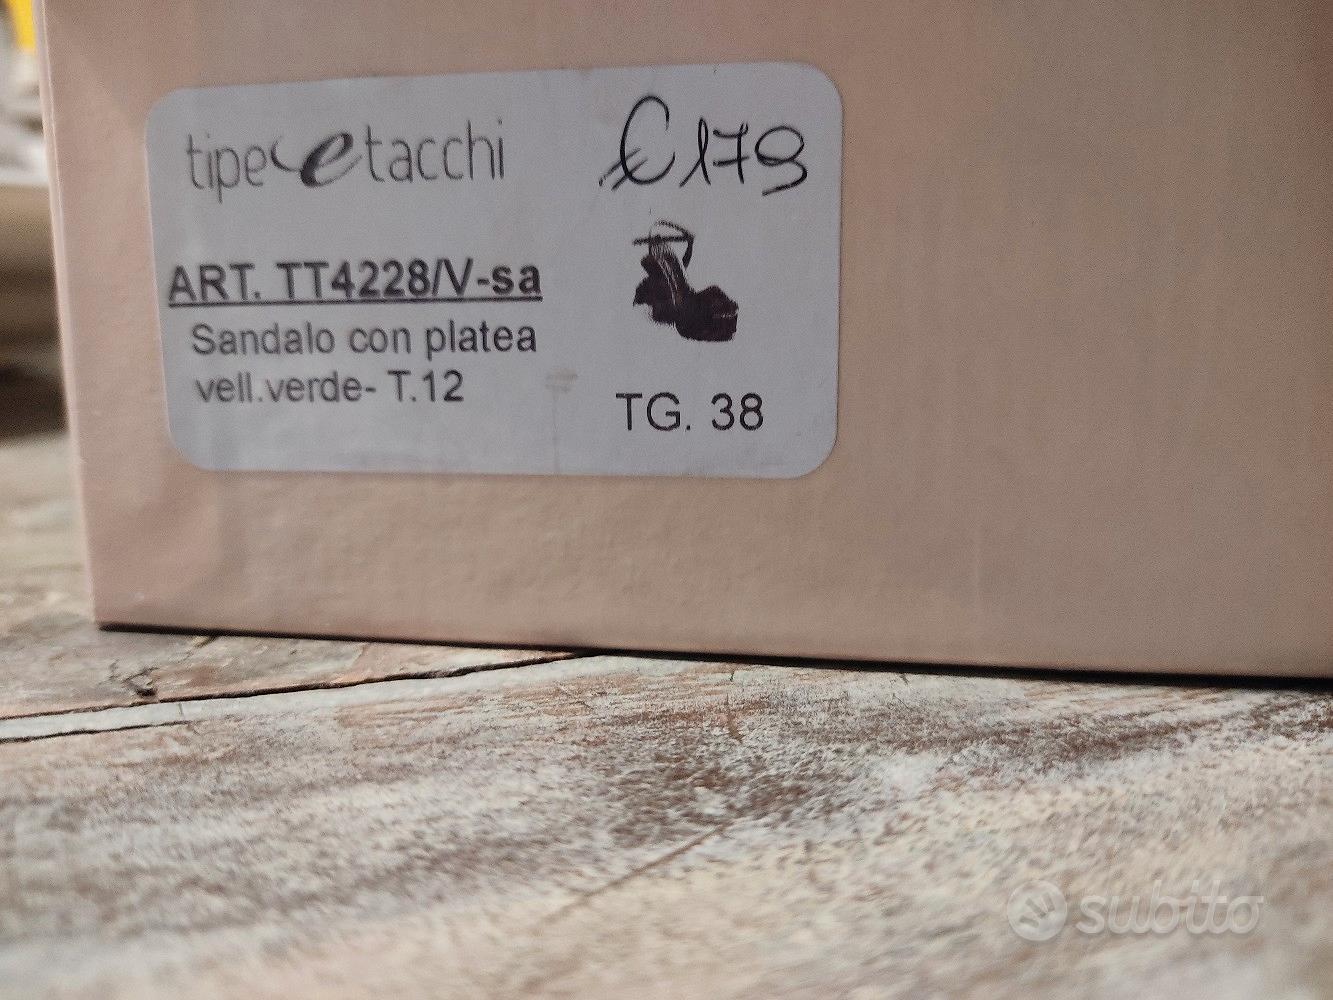 tipe e tacchi
€179
ART. TT4228/V-sa
Sandalo con platea
vell.verde- T.12
TG. 38
subito